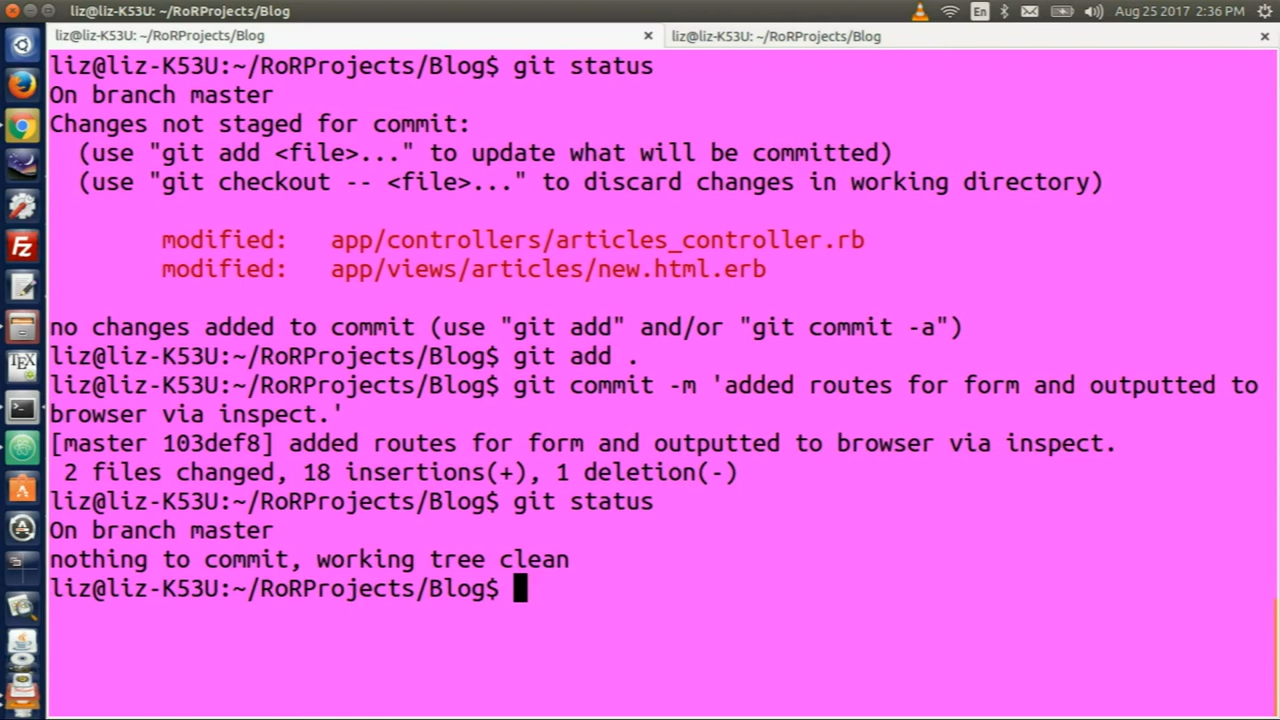 liz@liz-K53U: ~/RoRProjects/Blog
En
Aug 25 2017 2:36 PM
liz@liz-K53U: ~/RoRProjects/Blog ×
liz@liz-K53U: ~/RoRProjects/Blog ×
liz@liz-K53U:~/RoRProjects/Blog$ git status
On branch master
Changes not staged for commit:
  (use "git add <file>..." to update what will be committed)
  (use "git checkout -- <file>..." to discard changes in working directory)
        modified:   app/controllers/articles_controller.rb
        modified:   app/views/articles/new.html.erb
no changes added to commit (use "git add" and/or "git commit -a")
liz@liz-K53U:~/RoRProjects/Blog$ git add .
liz@liz-K53U:~/RoRProjects/Blog$ git commit -m 'added routes for form and outputted to
browser via inspect.'
[master 103def8] added routes for form and outputted to browser via inspect.
 2 files changed, 18 insertions(+), 1 deletion(-)
liz@liz-K53U:~/RoRProjects/Blog$ git status
On branch master
nothing to commit, working tree clean
liz@liz-K53U:~/RoRProjects/Blog$
Fz
TEX